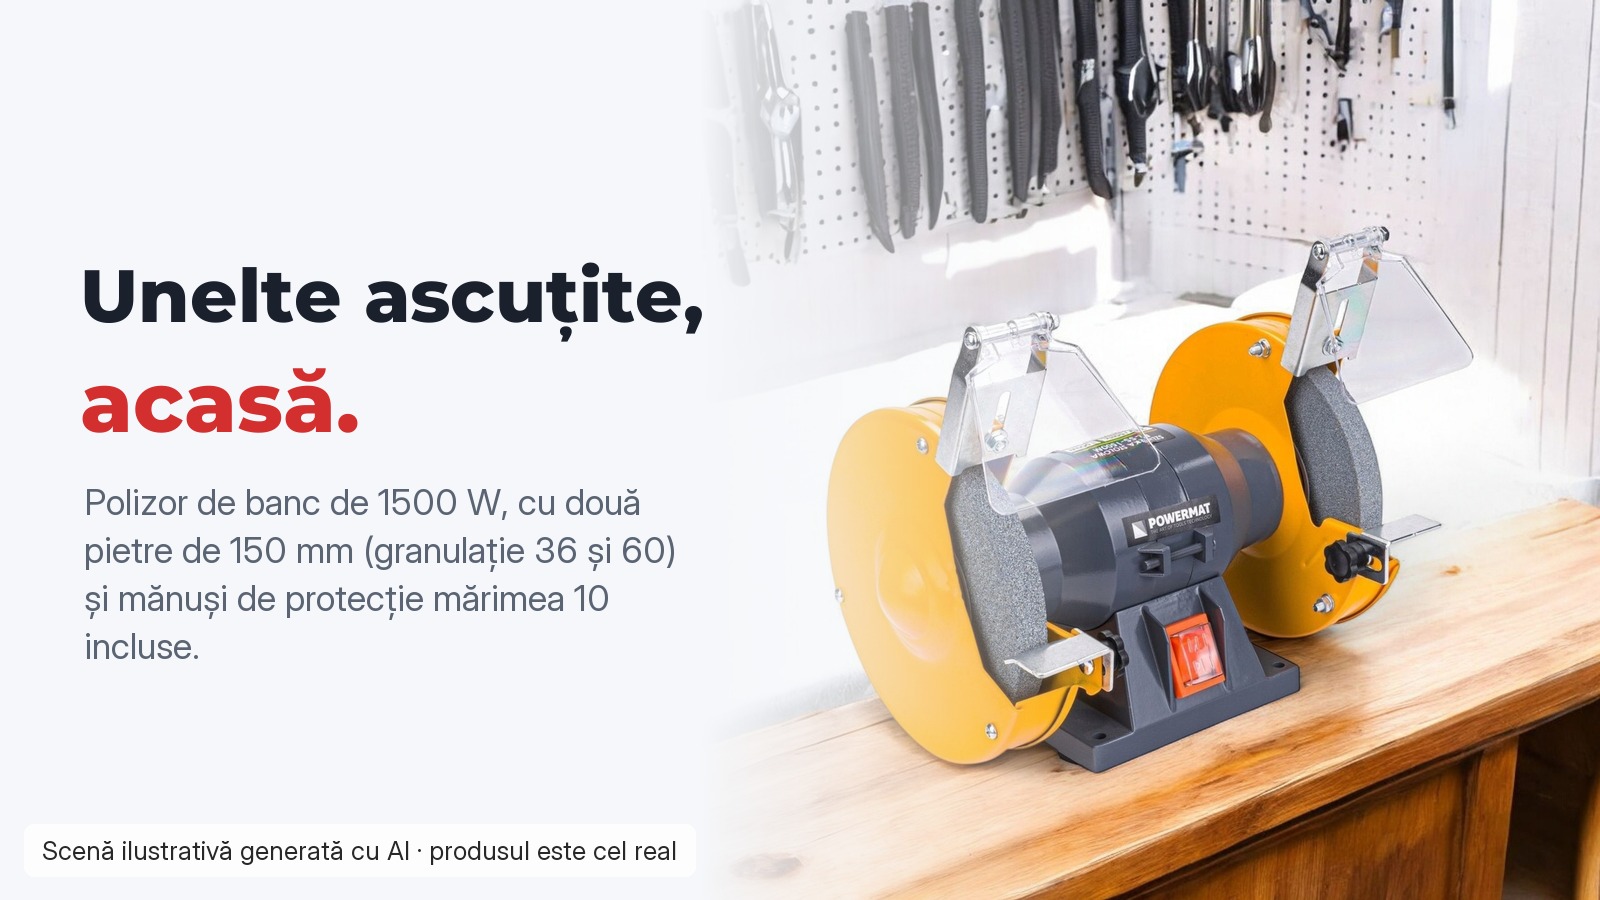 Unelte ascuțite,
acasă.
Polizor de banc de 1500 W, cu două
pietre de 150 mm (granulație 36 și 60)
și mănuși de protecție mărimea 10
incluse.
Scenă ilustrativă generată cu AI · produsul este cel real
POWERMAT